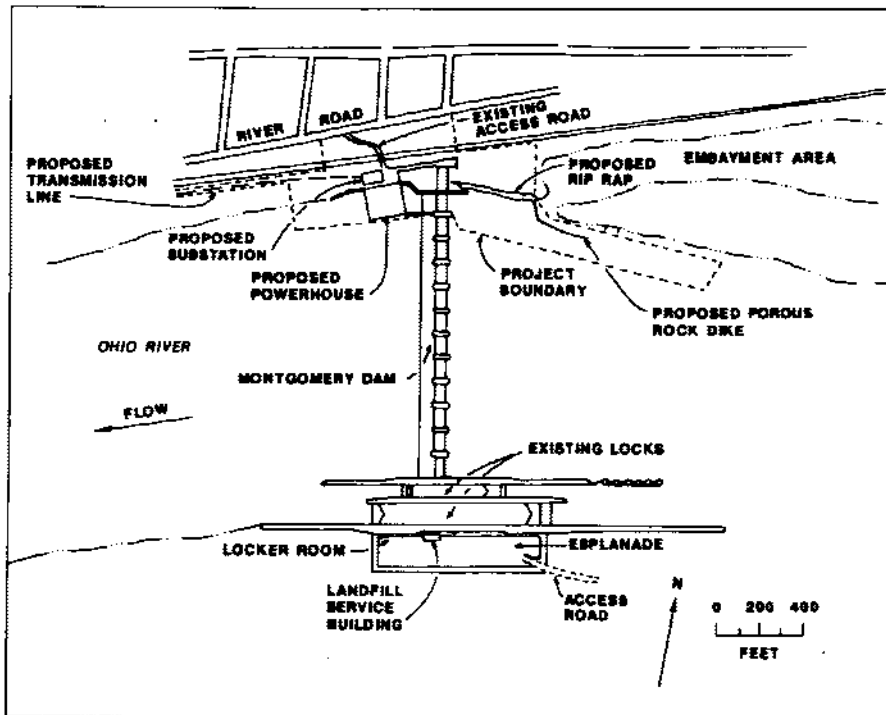 RIVER ROAD
EXISTING
ACCESS ROAD
PROPOSED
TRANSMISSION
LINE
PROPOSED
RIP RAP
EMBAYMENT AREA
PROPOSED
SUBSTATION
PROPOSED
POWERHOUSE
PROJECT
BOUNDARY
PROPOSED POROUS
ROCK DIKE
OHIO RIVER
MONTGOMERY DAM
FLOW
EXISTING LOCKS
LOCKER ROOM
ESPLANADE
LANDFILL
SERVICE
BUILDING
ACCESS
ROAD
N
0 200 400
FEET